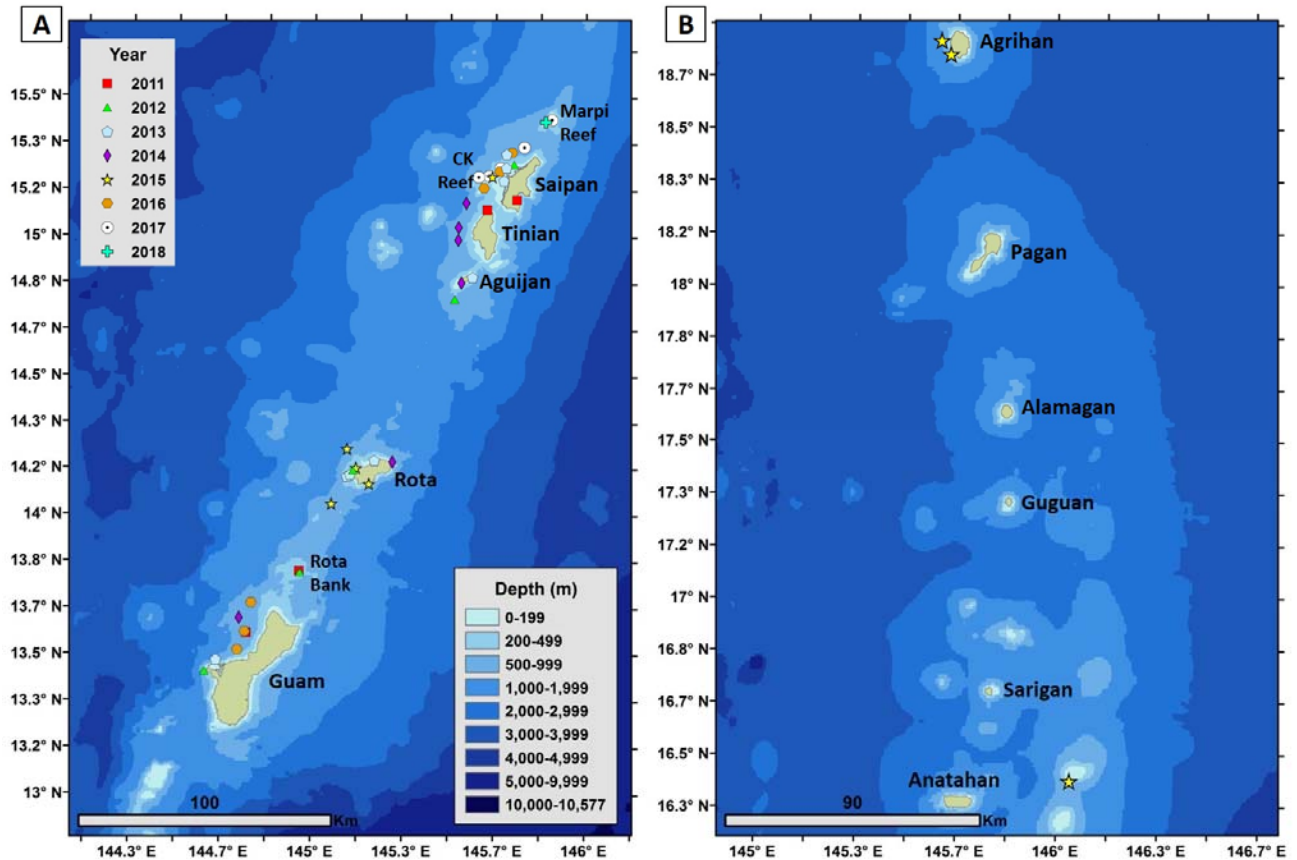 A
Year
2011
2012
2013
2014
2015
2016
2017
2018
15.5° N
15.3° N
15.2° N
15° N
14.8° N
14.7° N
14.5° N
14.3° N
14.2° N
14° N
13.8° N
13.7° N
13.5° N
13.3° N
13.2° N
13° N
Marpi
Reef
CK
Reef
Saipan
Tinian
Aguijan
Rota
Rota
Bank
Guam
Depth (m)
0-199
200-499
500-999
1,000-1,999
2,000-2,999
3,000-3,999
4,000-4,999
5,000-9,999
10,000-10,577
100
Km
144.3° E
144.7° E
145° E
145.3° E
145.7° E
146° E
B
18.7° N
18.5° N
18.3° N
18.2° N
18° N
17.8° N
17.7° N
17.5° N
17.3° N
17.2° N
17° N
16.8° N
16.7° N
16.5° N
16.3° N
Agrihan
Pagan
Alamagan
Guguan
Sarigan
Anatahan
90
Km
145° E
145.3° E
145.7° E
146° E
146.3° E
146.7° E